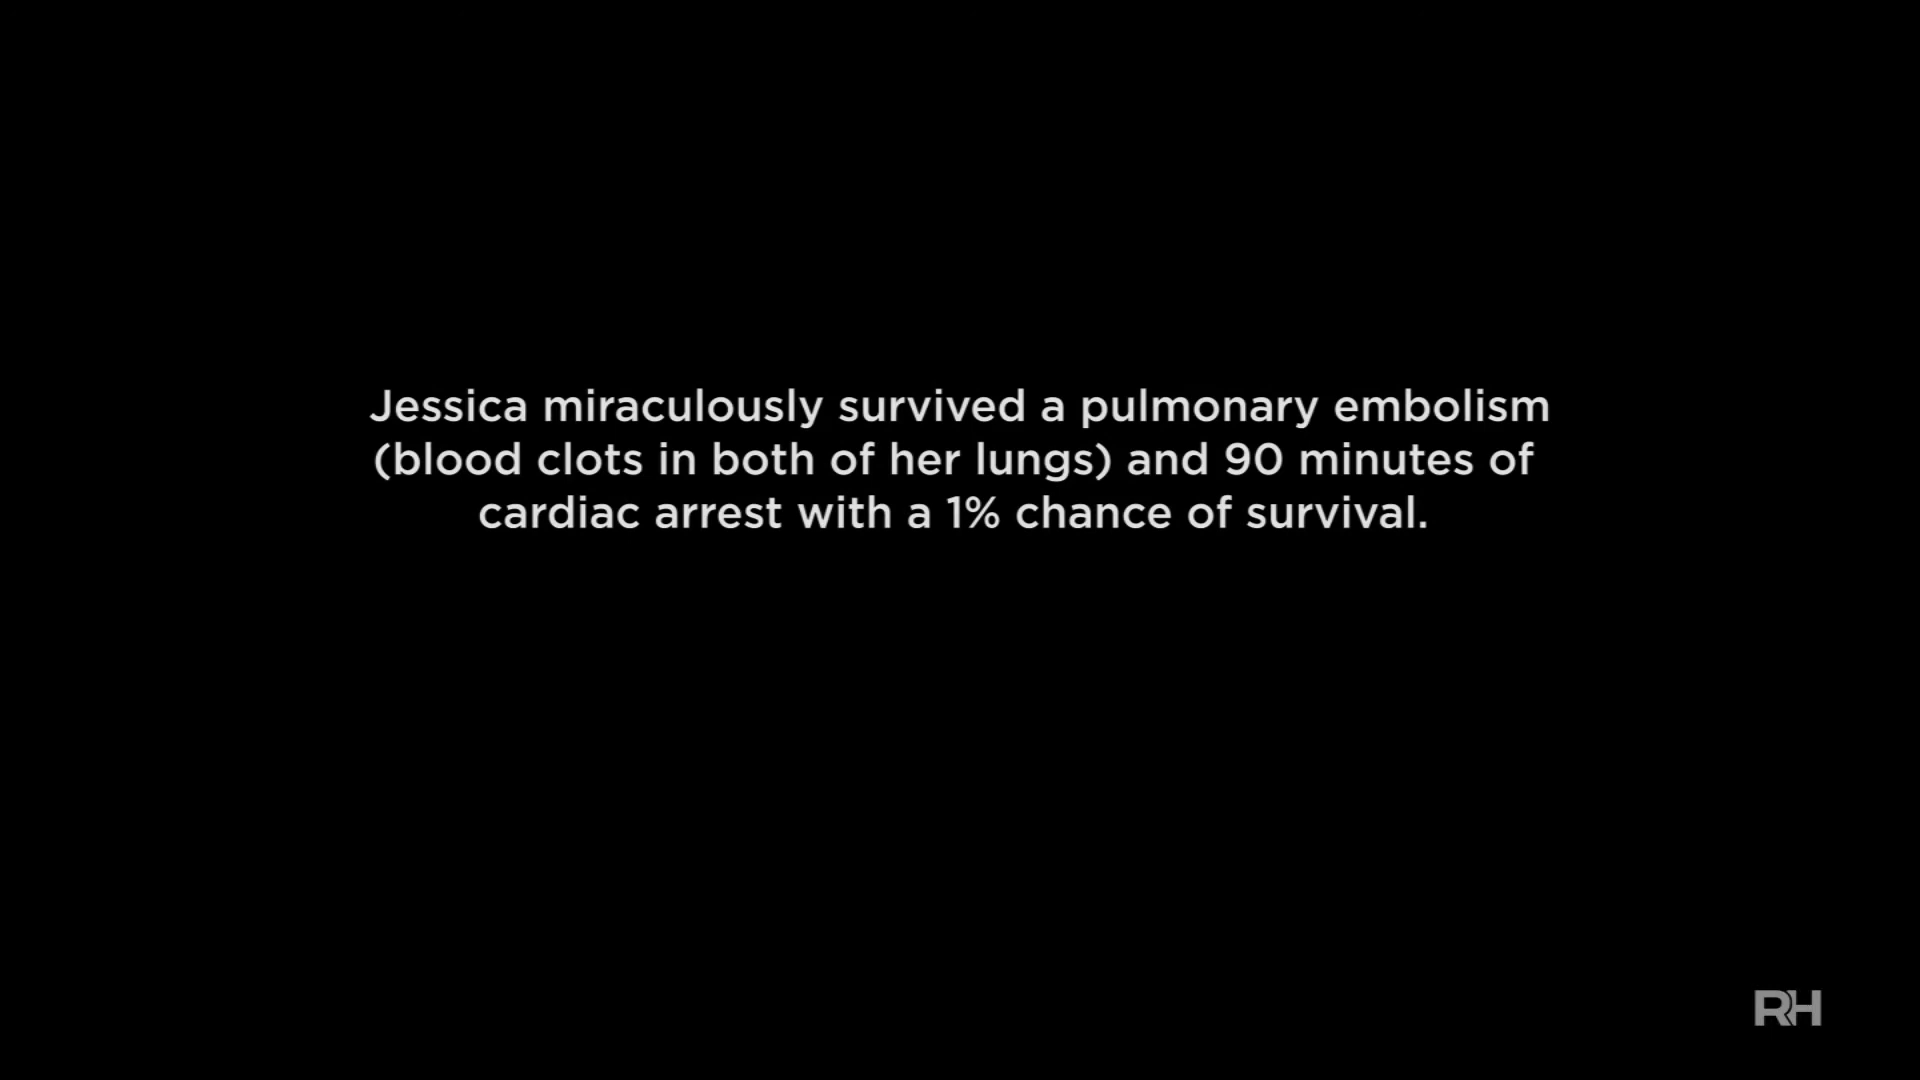 Jessica miraculously survived a pulmonary embolism
(blood clots in both of her lungs) and 90 minutes of
cardiac arrest with a 1% chance of survival.
RH